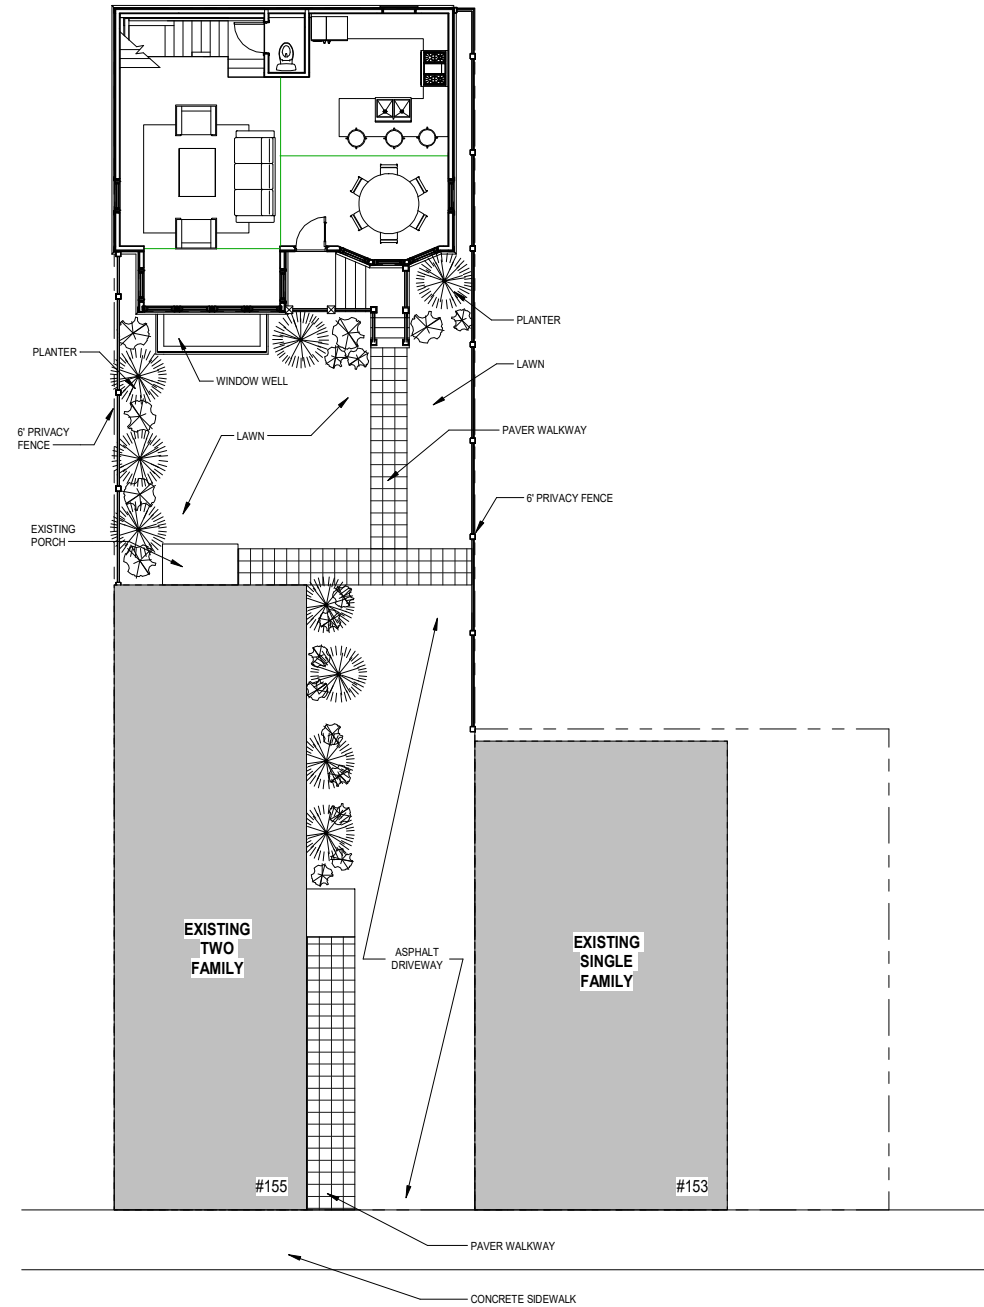 PLANTER
LAWN
PLANTER
WINDOW WELL
6' PRIVACY
FENCE
LAWN
PAVER WALKWAY
6' PRIVACY FENCE
EXISTING
PORCH
EXISTING
TWO
FAMILY
ASPHALT
DRIVEWAY
EXISTING
SINGLE
FAMILY
#155
#153
PAVER WALKWAY
CONCRETE SIDEWALK